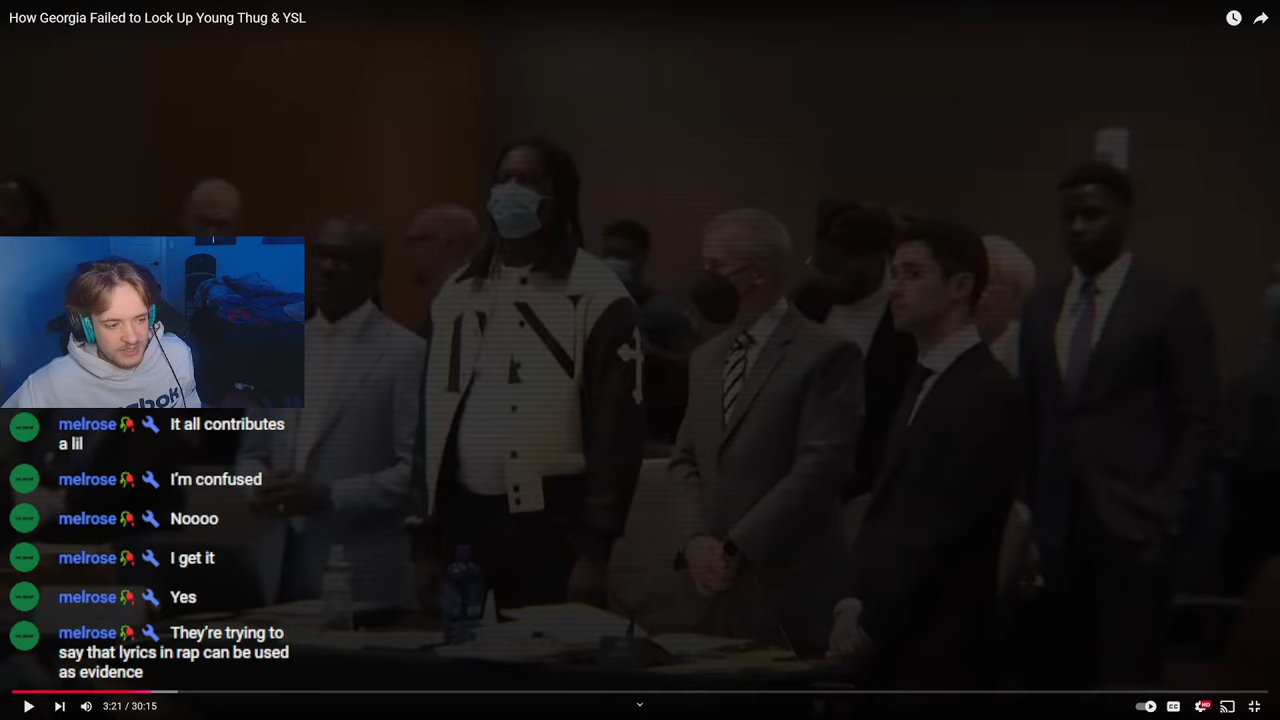 How Georgia Failed to Lock Up Young Thug & YSL
melrose It all contributes
a lil
melrose I'm confused
melrose Noooo
melrose I get it
melrose Yes
melrose They're trying to
say that lyrics in rap can be used
as evidence
3:21 / 30:15
CC
HD